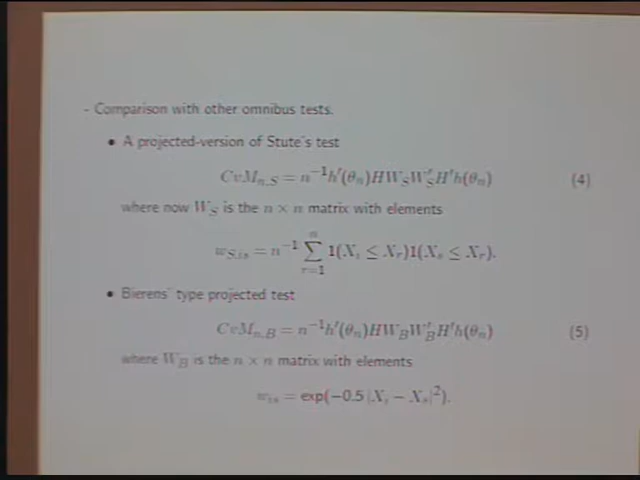 - Comparison with other omnibus tests.
• A projected-version of Stute's test
CvM_{n,S} = n^{-1}h'(θ_n)HW_S W'_S H'h(θ_n) (4)
where now W_S is the n × n matrix with elements
w_{S,is} = n^{-1} \sum_{r=1}^{n} 1(X_i ≤ X_r)1(X_s ≤ X_r).
• Bierens' type projected test
CvM_{n,B} = n^{-1}h'(θ_n)HW_B W'_B H'h(θ_n) (5)
where W_B is the n × n matrix with elements
w_{is} = exp(-0.5 |X_i - X_s|^2).